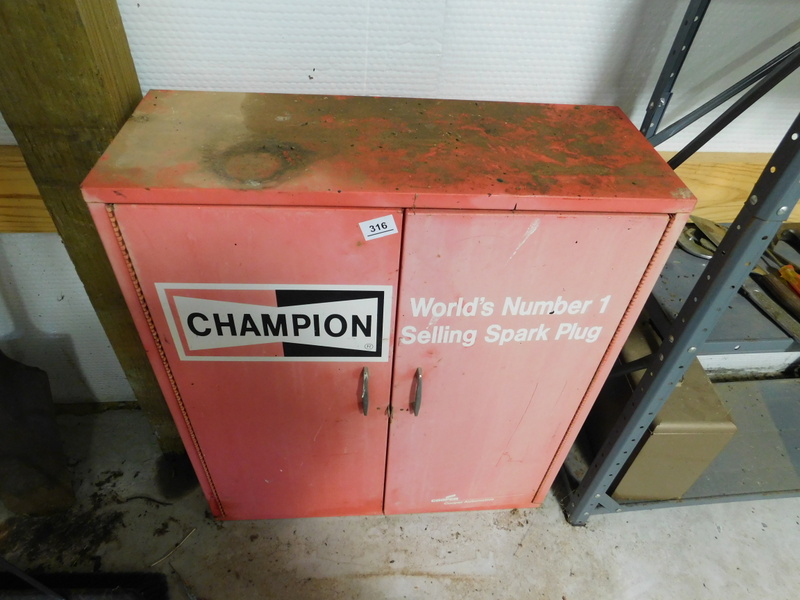 316
CHAMPION
®
World's Number 1
Selling Spark Plug